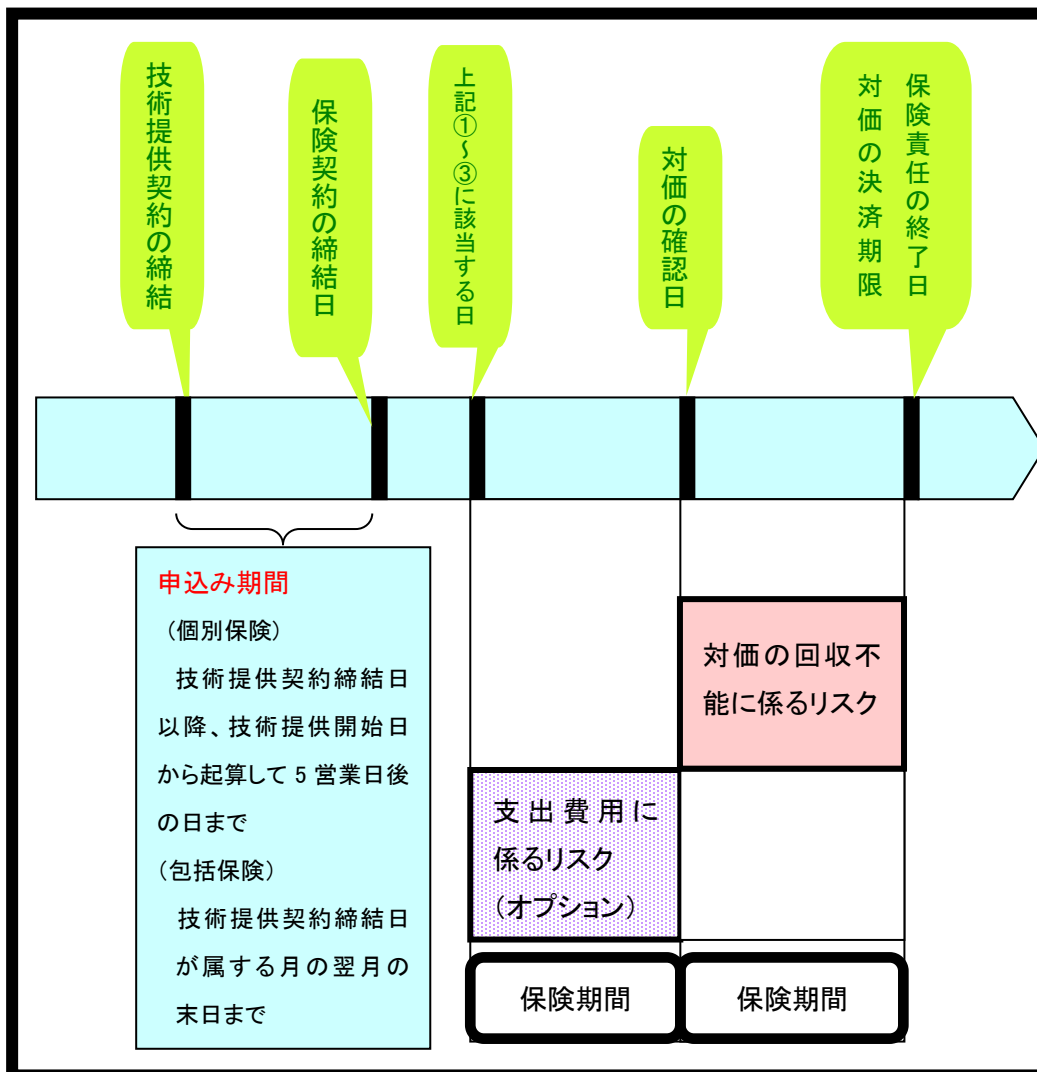 技術提供契約の締結
保険契約の締結日
上記①～③に該当する日
対価の確認日
保険責任の終了日
対価の決済期限
申込み期間
（個別保険）
技術提供契約締結日
以降、技術提供開始日
から起算して 5 営業日後
の日まで
（包括保険）
技術提供契約締結日
が属する月の翌月の
末日まで
対価の回収不
能に係るリスク
支出費用に
係るリスク
（オプション）
保険期間
保険期間